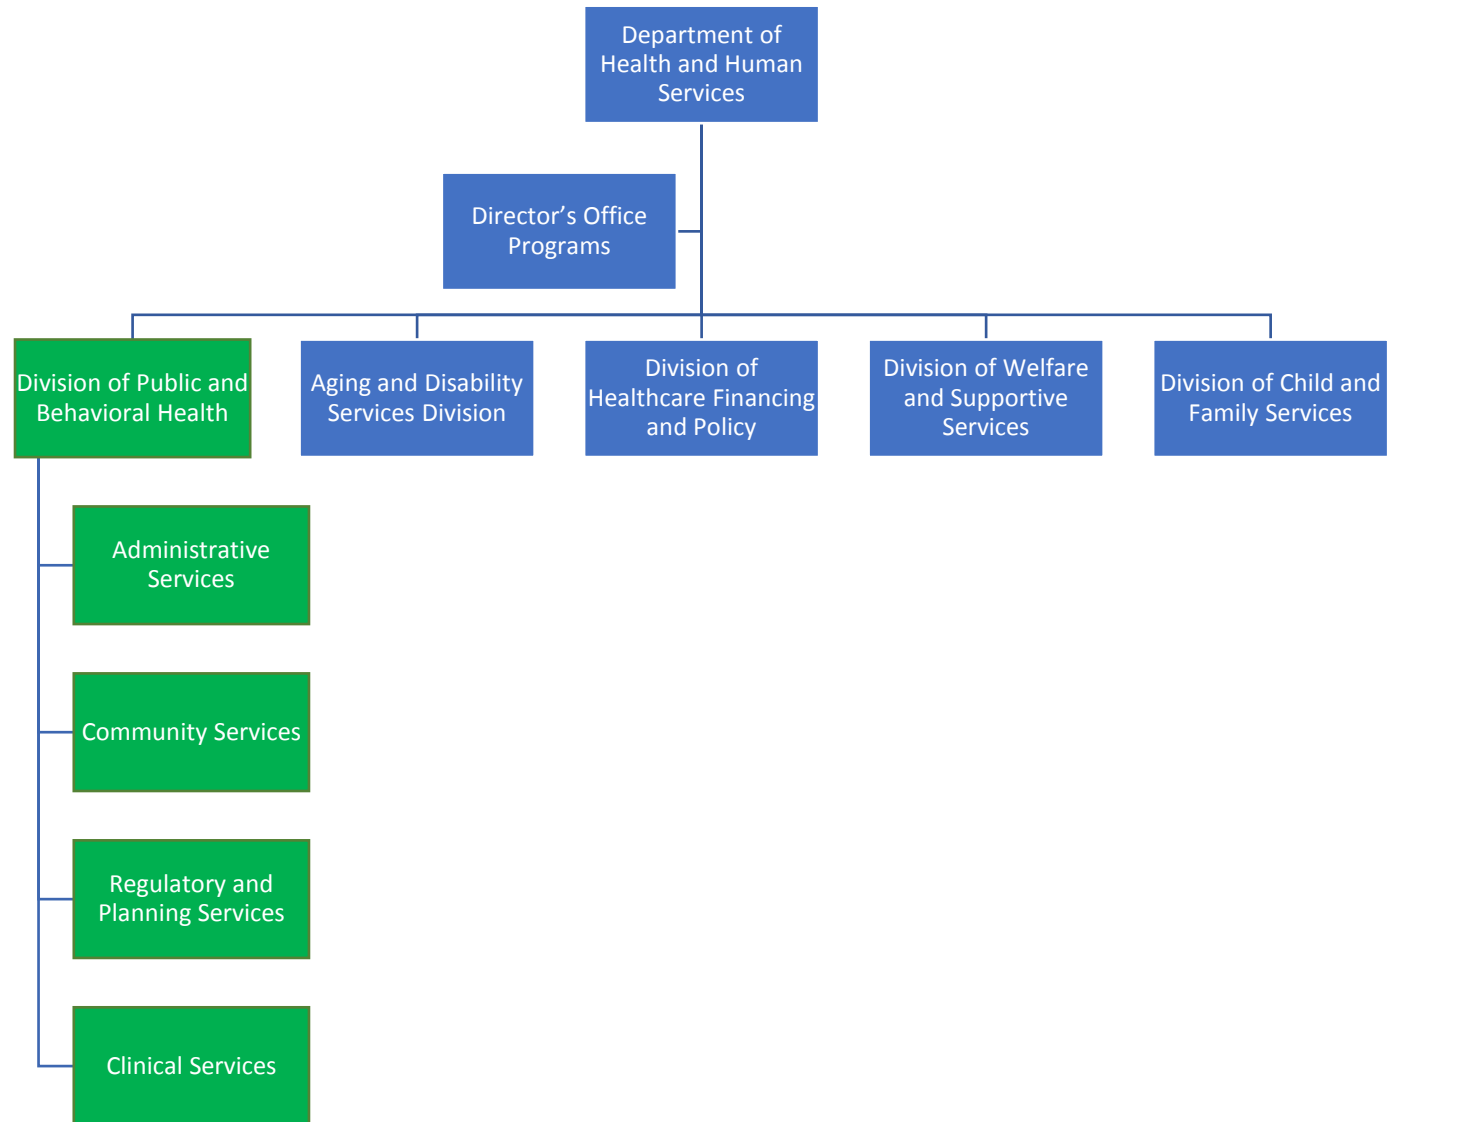 Department of
Health and Human
Services
Director’s Office
Programs
Division of Public and
Behavioral Health
Aging and Disability
Services Division
Division of
Healthcare Financing
and Policy
Division of Welfare
and Supportive
Services
Division of Child and
Family Services
Administrative
Services
Community Services
Regulatory and
Planning Services
Clinical Services